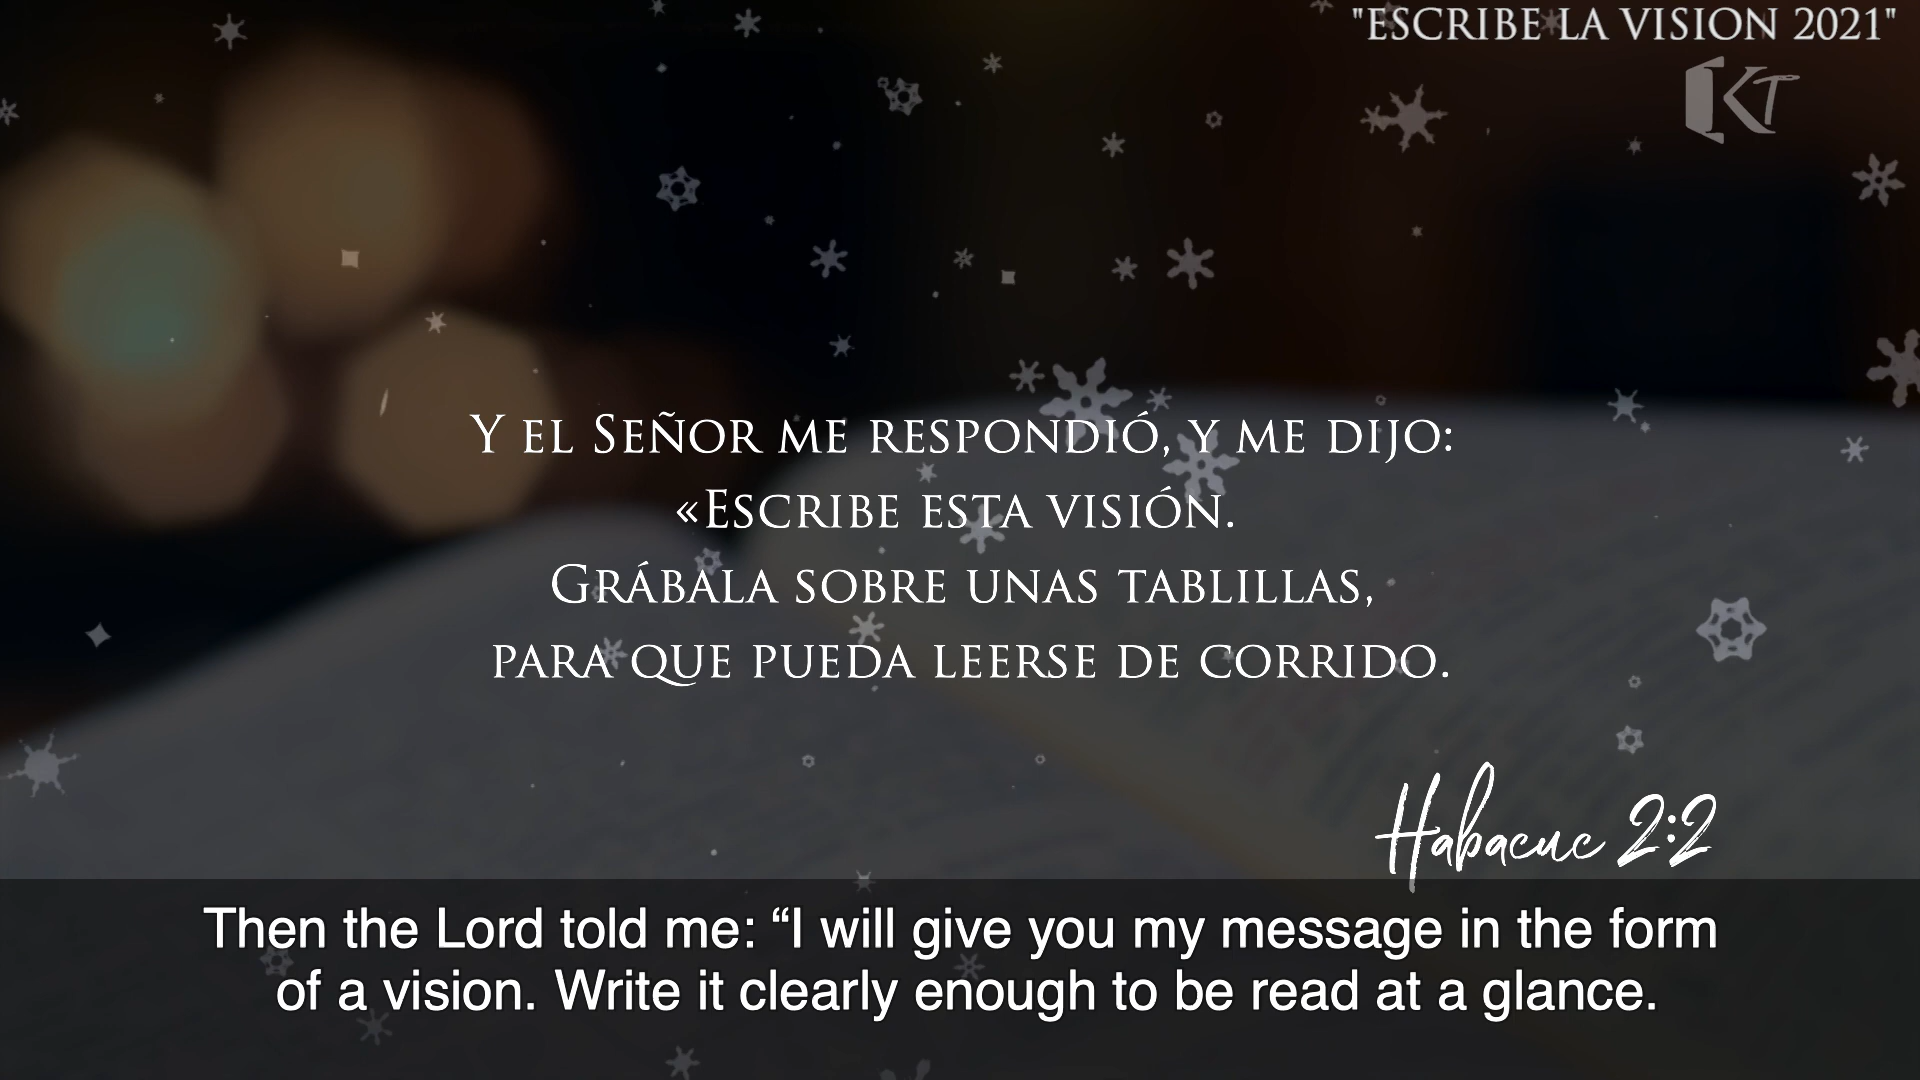 "ESCRIBE LA VISION 2021"
KT
Y el Señor me respondió, y me dijo:
«Escribe esta visión.
Grábala sobre unas tablillas,
para que pueda leerse de corrido.
Habacuc 2:2
Then the Lord told me: “I will give you my message in the form
of a vision. Write it clearly enough to be read at a glance.